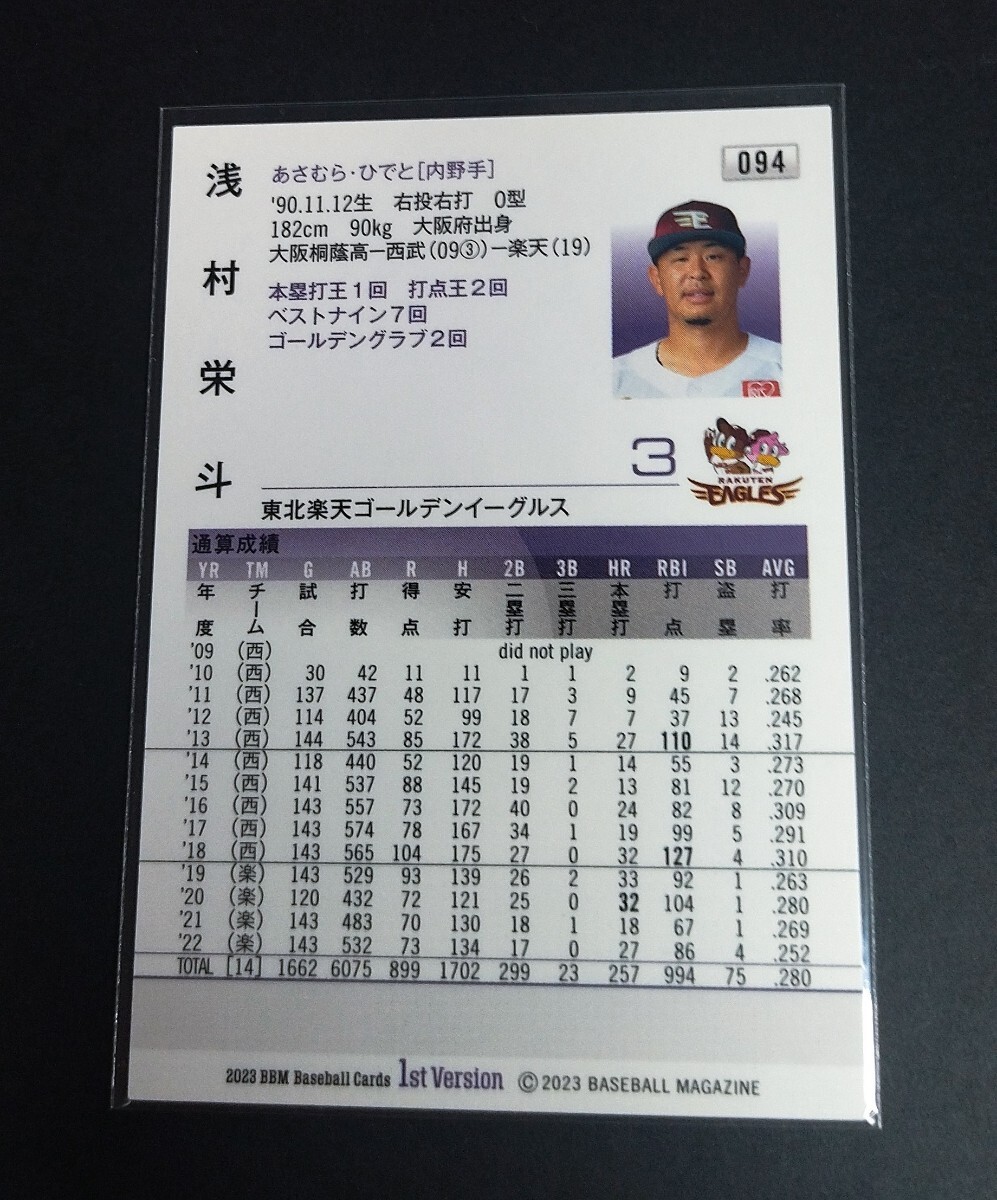 浅村栄斗
094
あさむら・ひでと[内野手]
'90.11.12生 右投右打 O型
182cm 90kg 大阪府出身
大阪桐蔭高ー西武(09③)ー楽天(19)
本塁打王1回 打点王2回
ベストナイン7回
ゴールデングラブ2回
E
3
RAKUTEN
EAGLES
東北楽天ゴールデンイーグルス
通算成績
YR TM G AB R H 2B 3B HR RBI SB AVG
年度 チーム 試合 打数 得点 安打 二塁打 三塁打 本塁打 打点 盗塁 打率
'09 (西) did not play
'10 (西) 30 42 11 11 1 1 2 9 2 .262
'11 (西) 137 437 48 117 17 3 9 45 7 .268
'12 (西) 114 404 52 99 18 7 7 37 13 .245
'13 (西) 144 543 85 172 38 5 27 110 14 .317
'14 (西) 118 440 52 120 19 1 14 55 3 .273
'15 (西) 141 537 88 145 19 2 13 81 12 .270
'16 (西) 143 557 73 172 40 0 24 82 8 .309
'17 (西) 143 574 78 167 34 1 19 99 5 .291
'18 (西) 143 565 104 175 27 0 32 127 4 .310
'19 (楽) 143 529 93 139 26 2 33 92 1 .263
'20 (楽) 120 432 72 121 25 0 32 104 1 .280
'21 (楽) 143 483 70 130 18 1 18 67 1 .269
'22 (楽) 143 532 73 134 17 0 27 86 4 .252
TOTAL [14] 1662 6075 899 1702 299 23 257 994 75 .280
2023 BBM Baseball Cards 1st Version ©2023 BASEBALL MAGAZINE